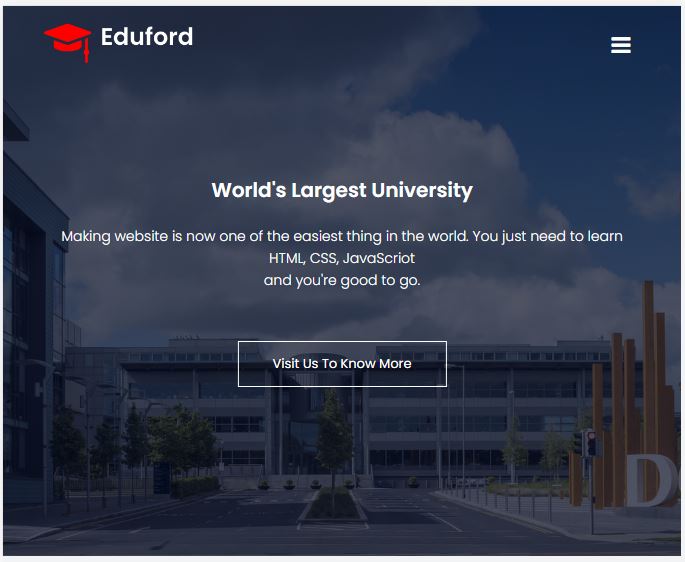 Eduford
World's Largest University
Making website is now one of the easiest thing in the world. You just need to learn
HTML, CSS, JavaScriot
and you're good to go.
Visit Us To Know More
D